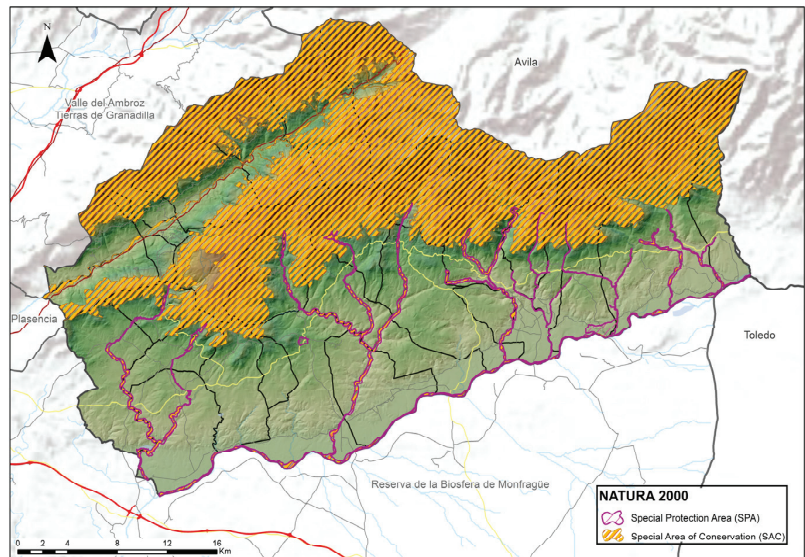 N
Avila
Valle del Ambroz
Tierras de Granadilla
Plasencia
Toledo
Reserva de la Biosfera de Monfragüe
NATURA 2000
Special Protection Area (SPA)
Special Area of Conservation (SAC)
0 2 4 8 12 16
Km